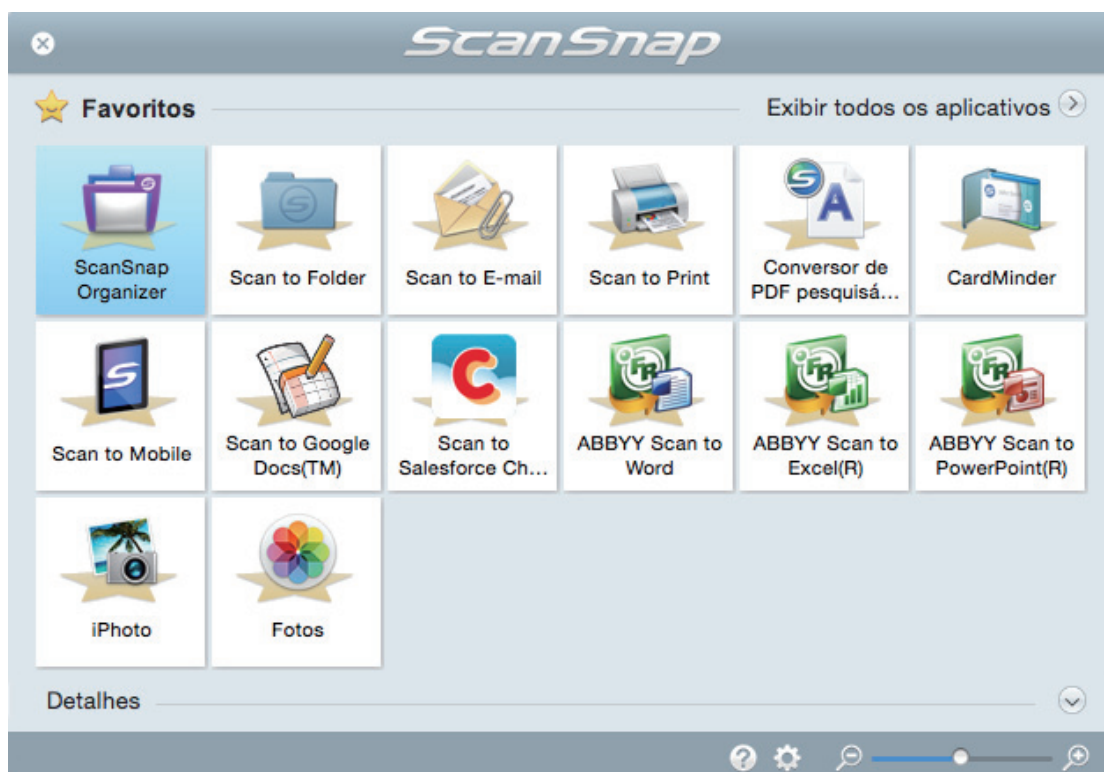 ScanSnap
Favoritos
Exibir todos os aplicativos
ScanSnap
Organizer
Scan to Folder
Scan to E-mail
Scan to Print
Conversor de
PDF pesquisá...
CardMinder
Scan to Mobile
Scan to Google
Docs(TM)
Scan to
Salesforce Ch...
ABBYY Scan to
Word
ABBYY Scan to
Excel(R)
ABBYY Scan to
PowerPoint(R)
iPhoto
Fotos
Detalhes